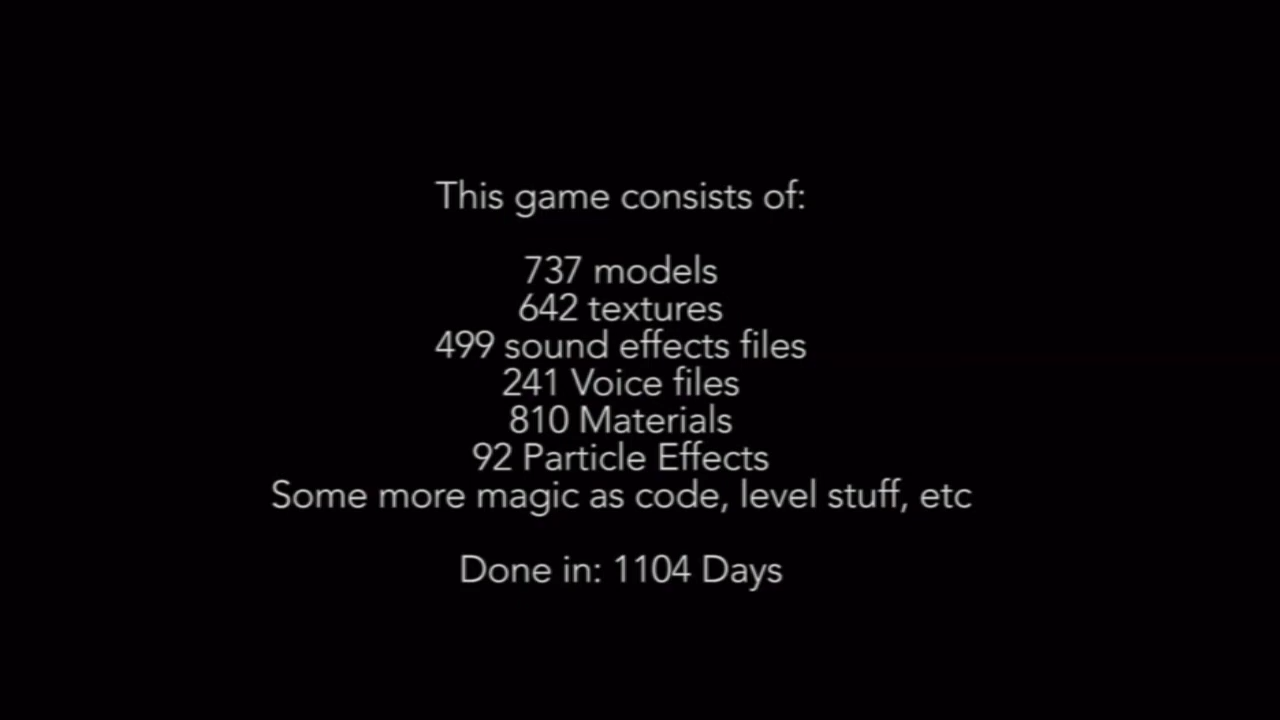 This game consists of:
737 models
642 textures
499 sound effects files
241 Voice files
810 Materials
92 Particle Effects
Some more magic as code, level stuff, etc
Done in: 1104 Days